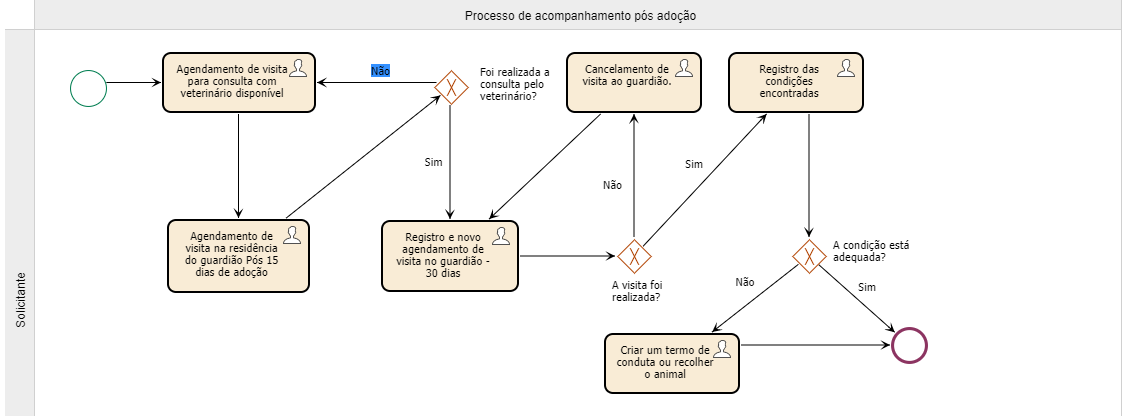 Processo de acompanhamento pós adoção
Solicitante
Agendamento de visita
para consulta com
veterinário disponível
Não
Foi realizada a
consulta pelo
veterinário?
Cancelamento de
visita ao guardião.
Registro das
condições
encontradas
Sim
Não
Sim
Agendamento de
visita na residência
do guardião Pós 15
dias de adoção
Registro e novo
agendamento de
visita no guardião -
30 dias
A visita foi
realizada?
A condição está
adequada?
Não
Sim
Criar um termo de
conduta ou recolher
o animal